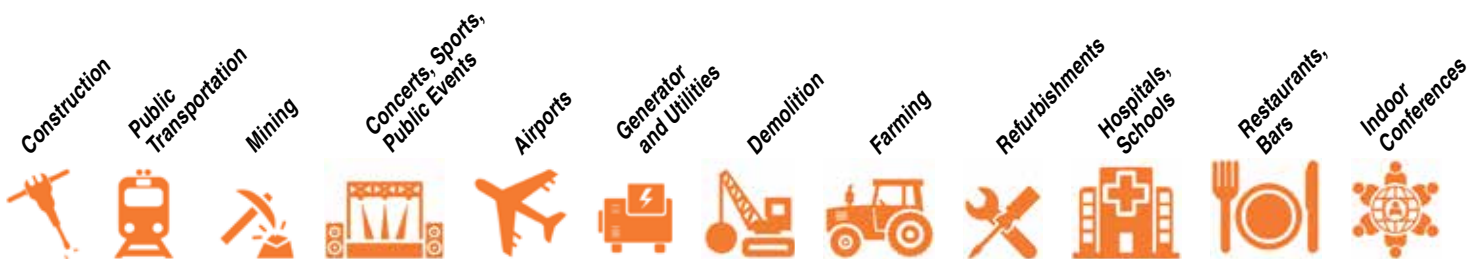 Construction
Public
Transportation
Mining
Concerts, Sports,
Public Events
Airports
Generator
and Utilities
Demolition
Farming
Refurbishments
Hospitals,
Schools
Restaurants,
Bars
Indoor
Conferences